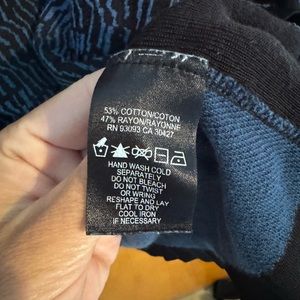 53% COTTON/COTON
47% RAYON/RAYONNE
RN 93093 CA 30427
HAND WASH COLD
SEPARATELY
DO NOT BLEACH
DO NOT TWIST
OR WRING
RESHAPE AND LAY
FLAT TO DRY
COOL IRON
IF NECESSARY